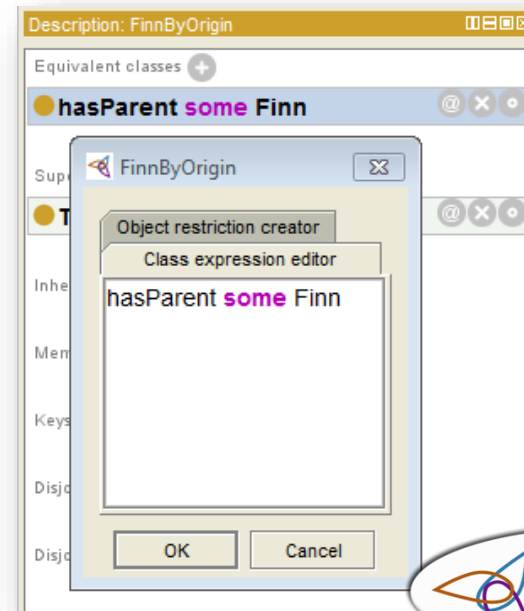 Description: FinnByOrigin
Equivalent classes
hasParent some Finn
FinnByOrigin
Object restriction creator
Class expression editor
hasParent some Finn
OK Cancel